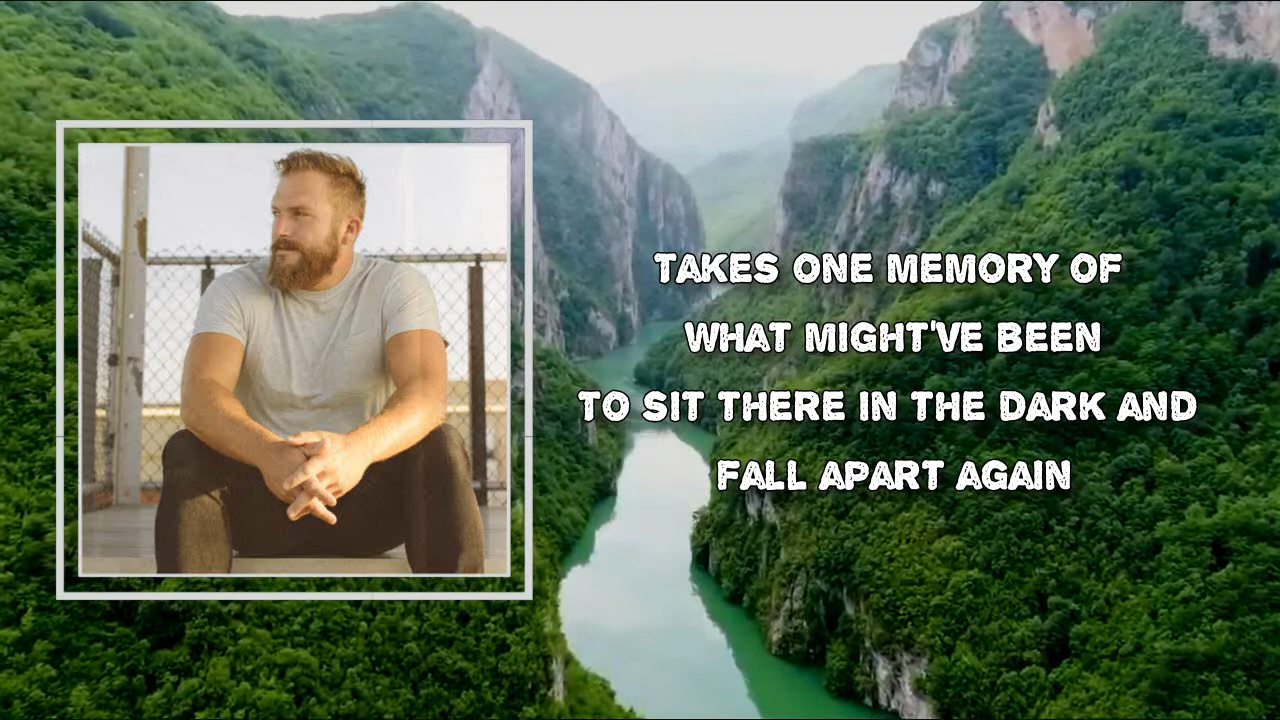 TAKES ONE MEMORY OF
WHAT MIGHT'VE BEEN
TO SIT THERE IN THE DARK AND
FALL APART AGAIN